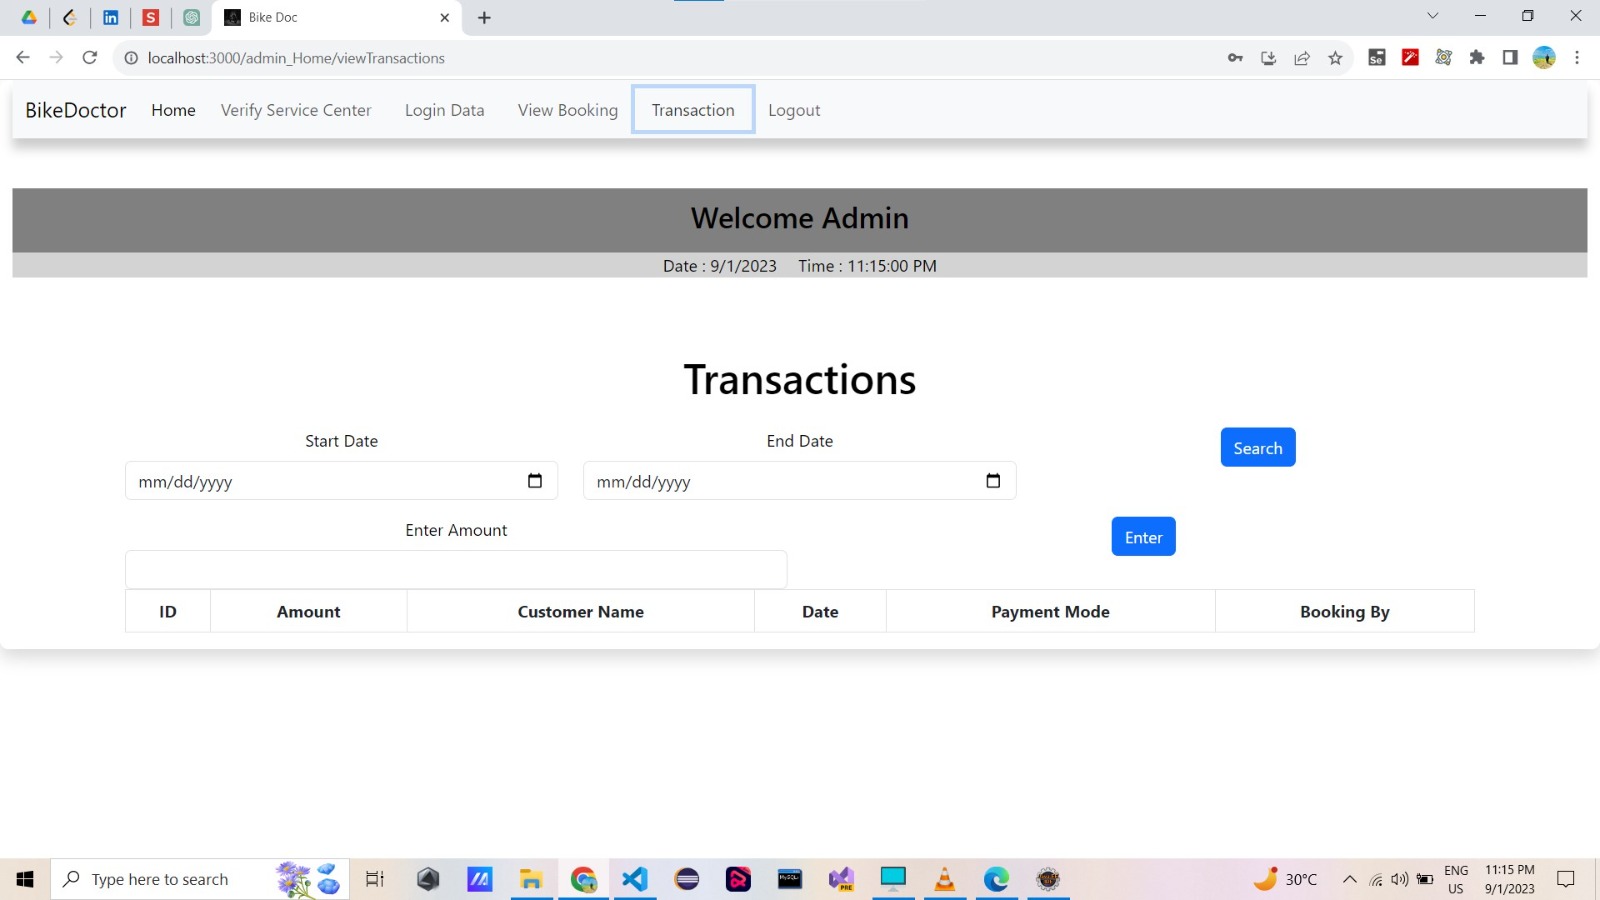 Bike Doc
localhost:3000/admin_Home/viewTransactions
BikeDoctor Home Verify Service Center Login Data View Booking Transaction Logout
Welcome Admin
Date : 9/1/2023 Time : 11:15:00 PM
Transactions
Start Date End Date Search
mm/dd/yyyy mm/dd/yyyy
Enter Amount Enter
ID Amount Customer Name Date Payment Mode Booking By
Type here to search 30°C ENG US 11:15 PM 9/1/2023